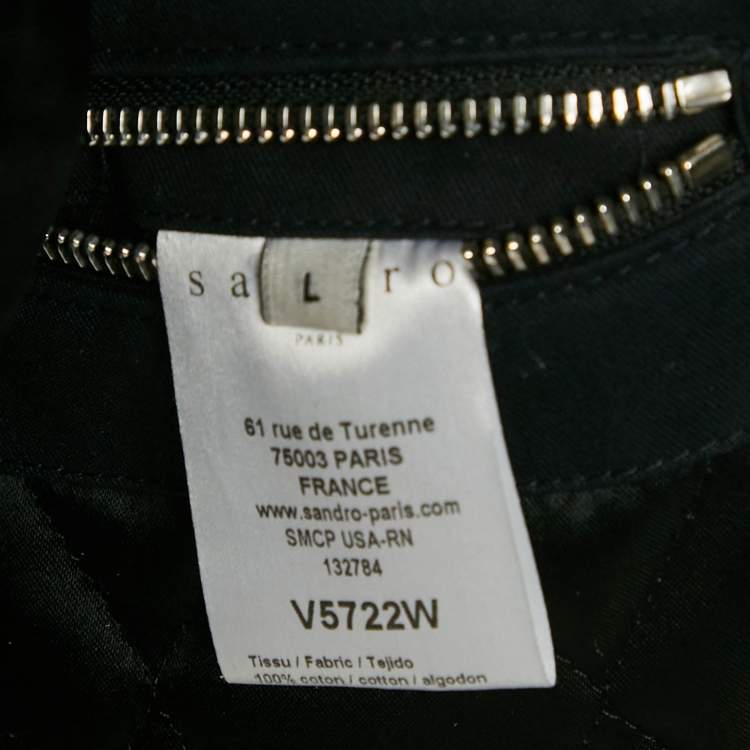 sa ro
L
PARIS
61 rue de Turenne
75003 PARIS
FRANCE
www.sandro-paris.com
SMCP USA-RN
132784
V5722W
Tissu / Fabric / Tejido
100% coton / cotton / algodon